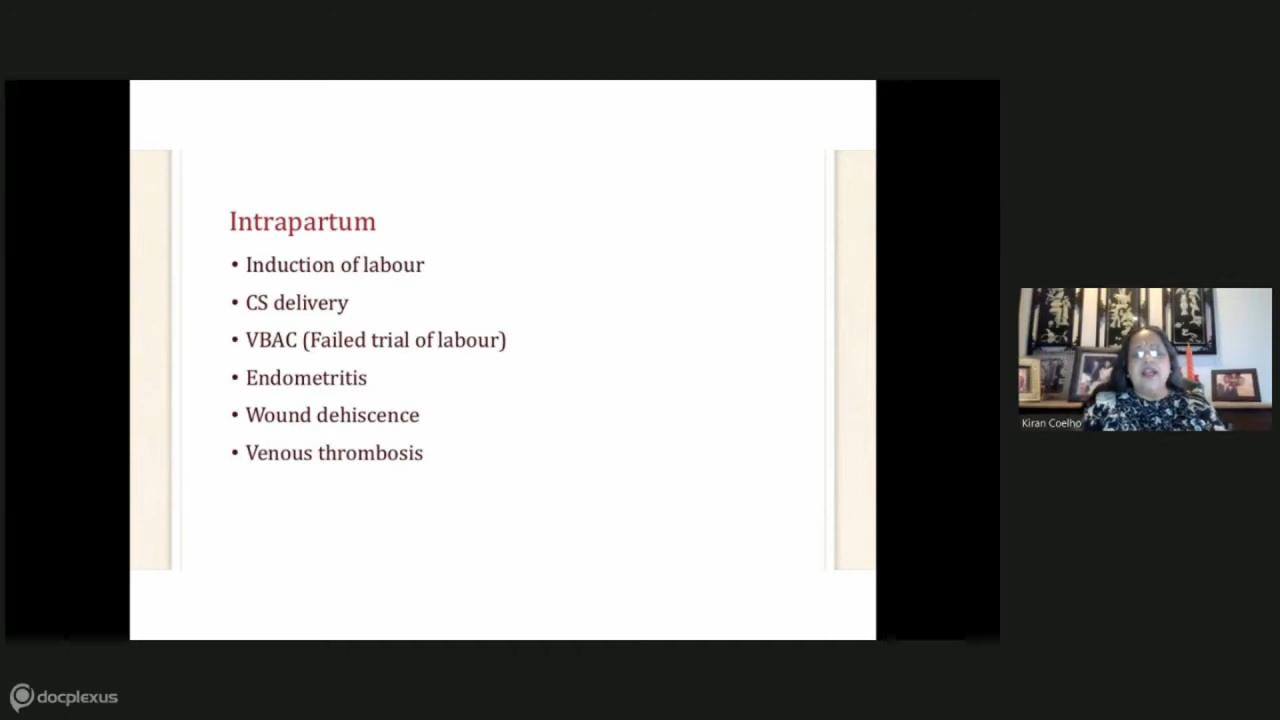 Intrapartum
• Induction of labour
• CS delivery
• VBAC (Failed trial of labour)
• Endometritis
• Wound dehiscence
• Venous thrombosis
Kiran Coelho
docplexus